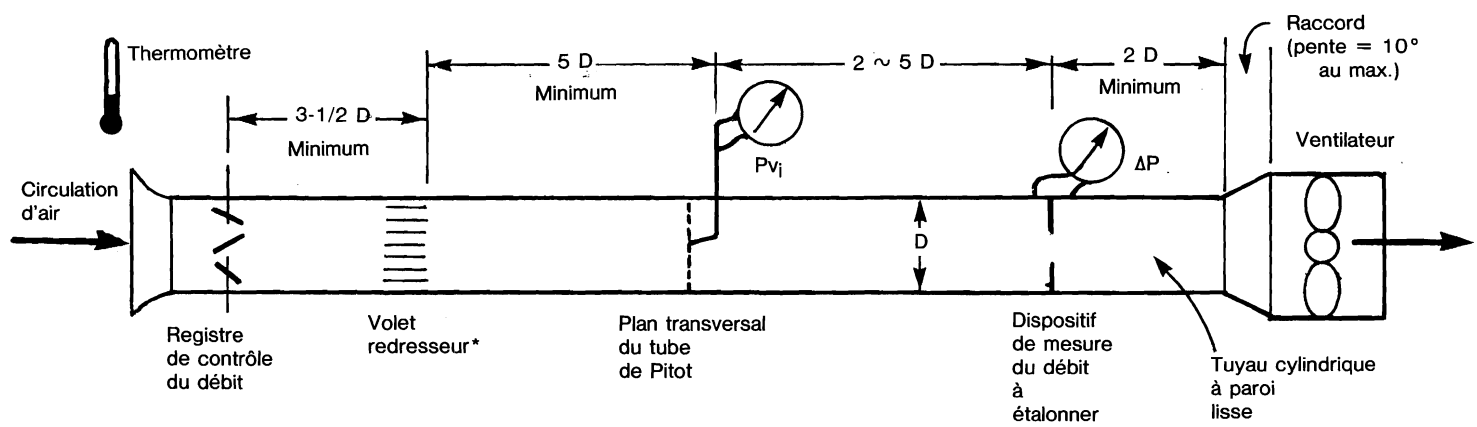 Thermomètre
3-1/2 D
Minimum
5 D
Minimum
2 ~ 5 D
2 D
Minimum
Raccord
(pente = 10°
au max.)
Ventilateur
Pvi
ΔP
Circulation
d'air
D
Registre
de contrôle
du débit
Volet
redresseur*
Plan transversal
du tube
de Pitot
Dispositif
de mesure
du débit
à
étalonner
Tuyau cylindrique
à paroi
lisse